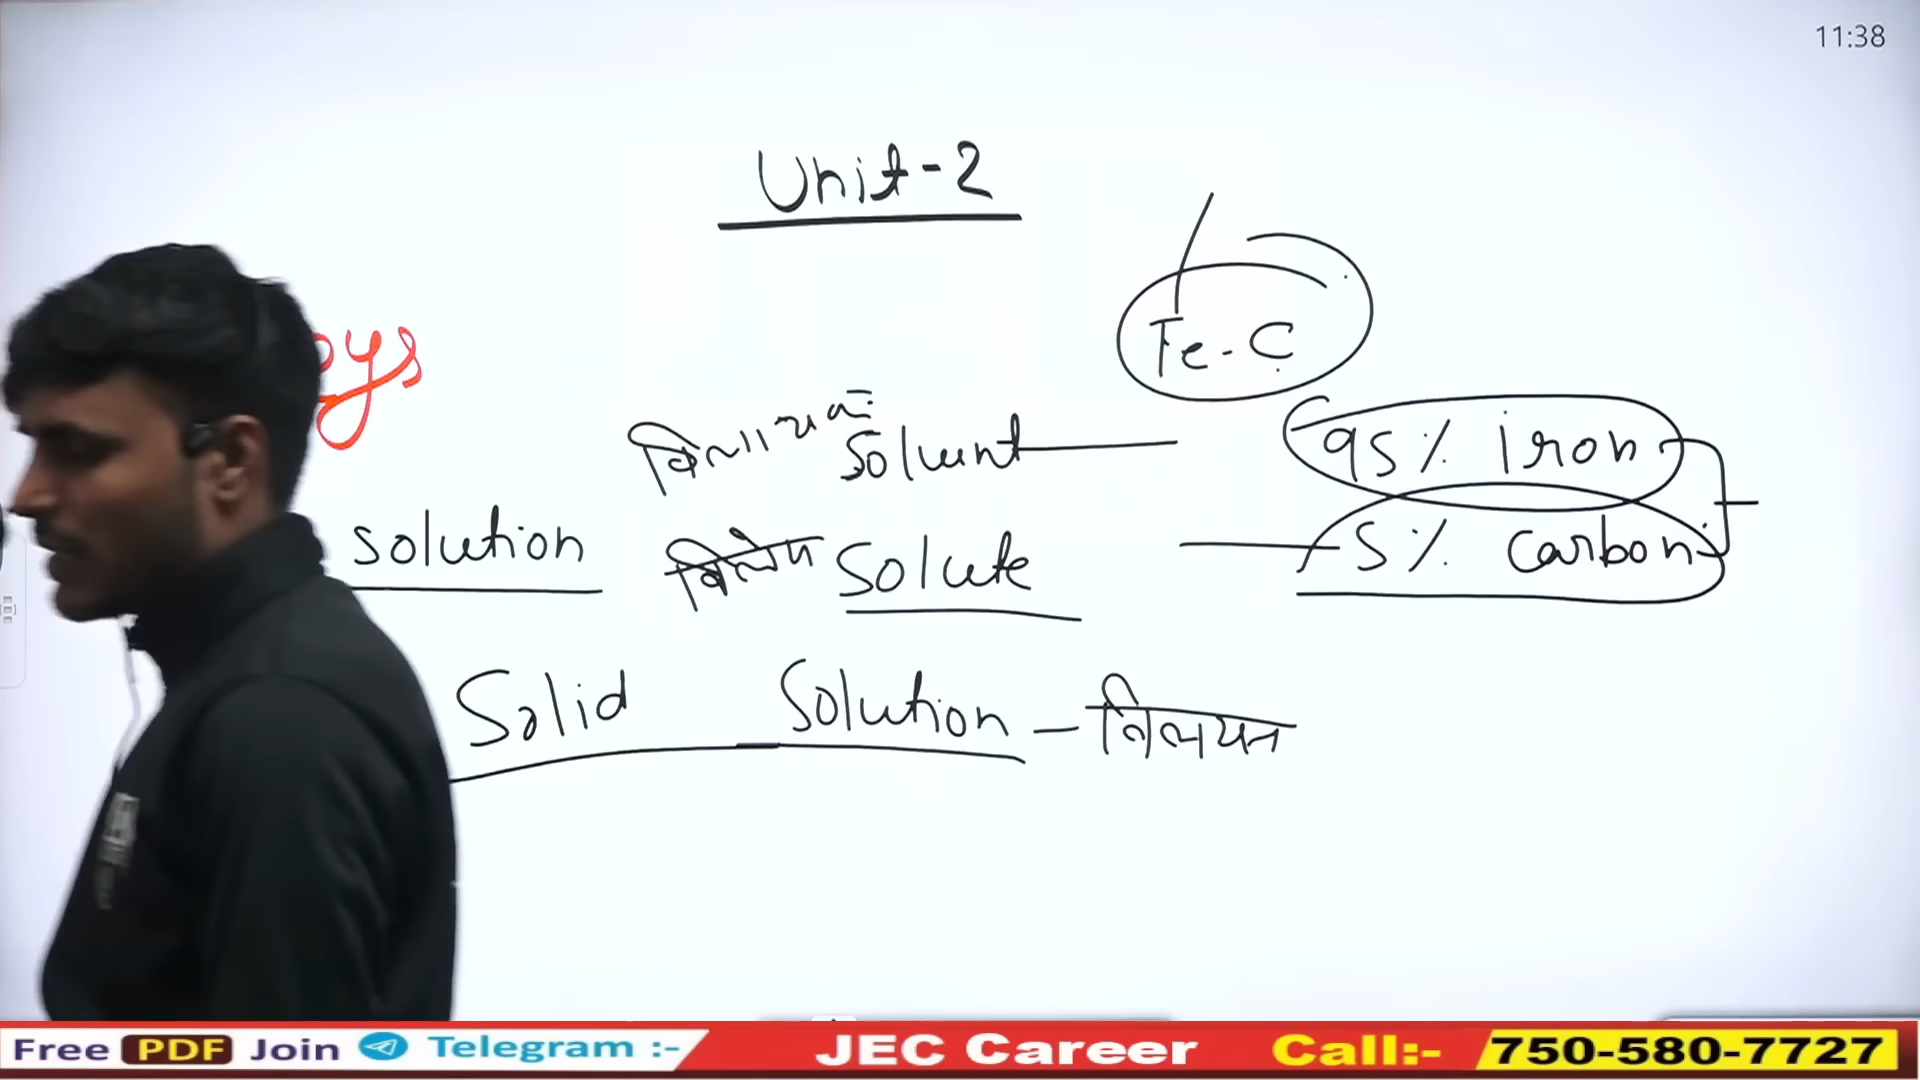 11:38
Unit-2
Fe-C
oys
Solvent
95% iron
solution
Solute
5% carbon
Solid Solution - विलयन
Free PDF Join Telegram :- JEC Career Call:- 750-580-7727